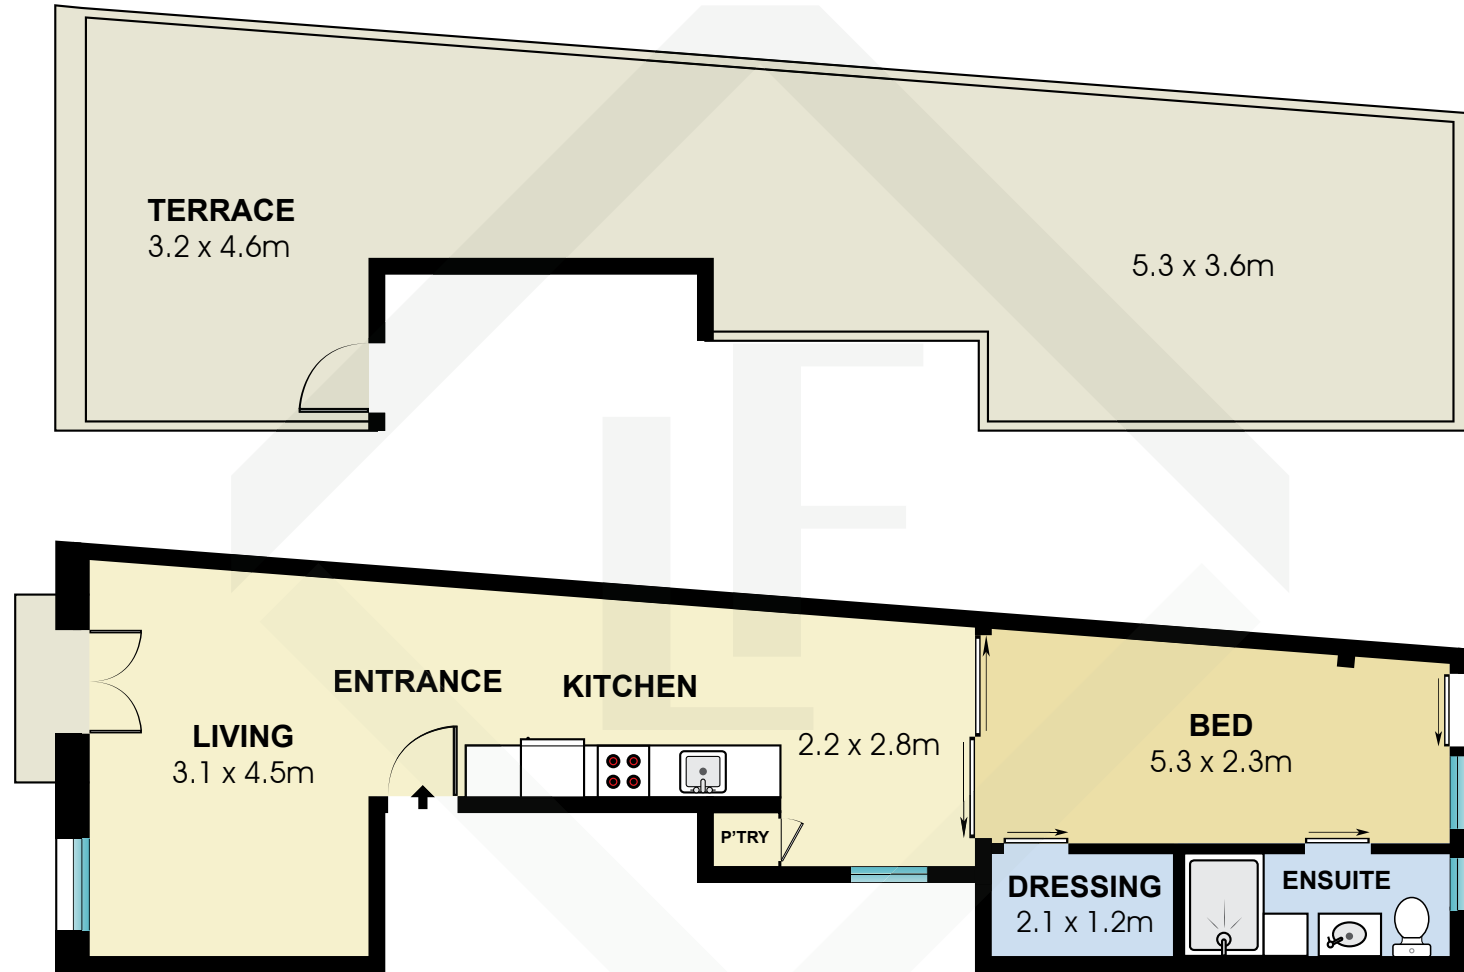 TERRACE
3.2 x 4.6m
5.3 x 3.6m
ENTRANCE
KITCHEN
LIVING
3.1 x 4.5m
2.2 x 2.8m
BED
5.3 x 2.3m
P'TRY
DRESSING
2.1 x 1.2m
ENSUITE
LF